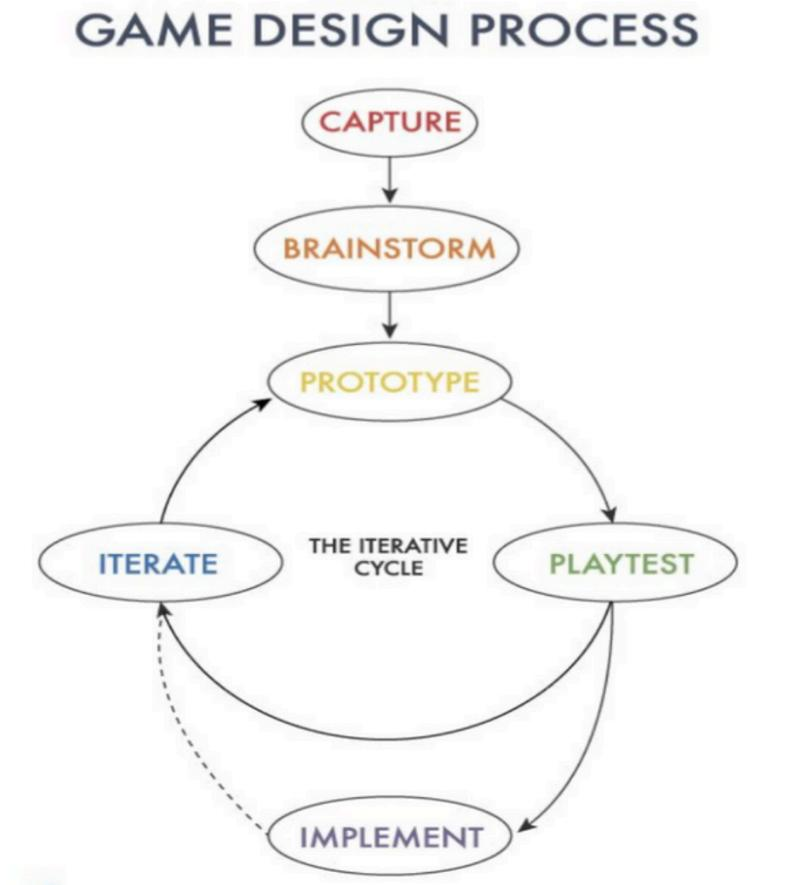 GAME DESIGN PROCESS
CAPTURE
BRAINSTORM
PROTOTYPE
ITERATE
THE ITERATIVE
CYCLE
PLAYTEST
IMPLEMENT